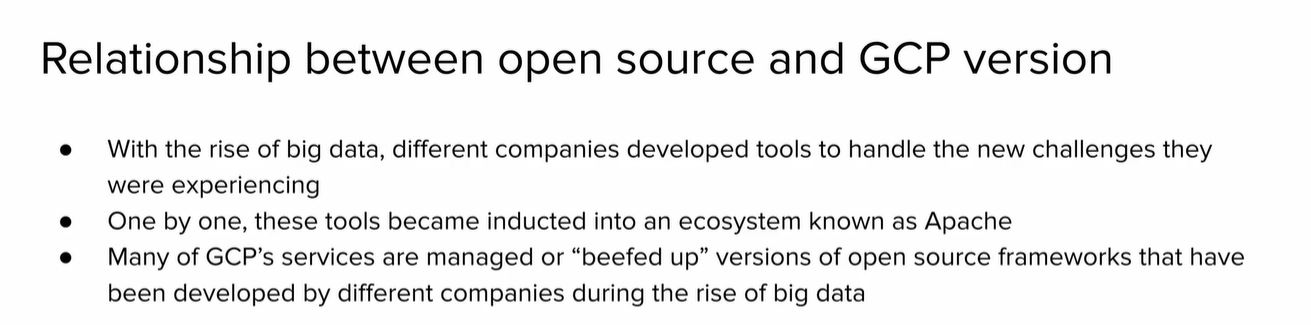 Relationship between open source and GCP version
● With the rise of big data, different companies developed tools to handle the new challenges they
were experiencing
● One by one, these tools became inducted into an ecosystem known as Apache
● Many of GCP’s services are managed or “beefed up” versions of open source frameworks that have
been developed by different companies during the rise of big data